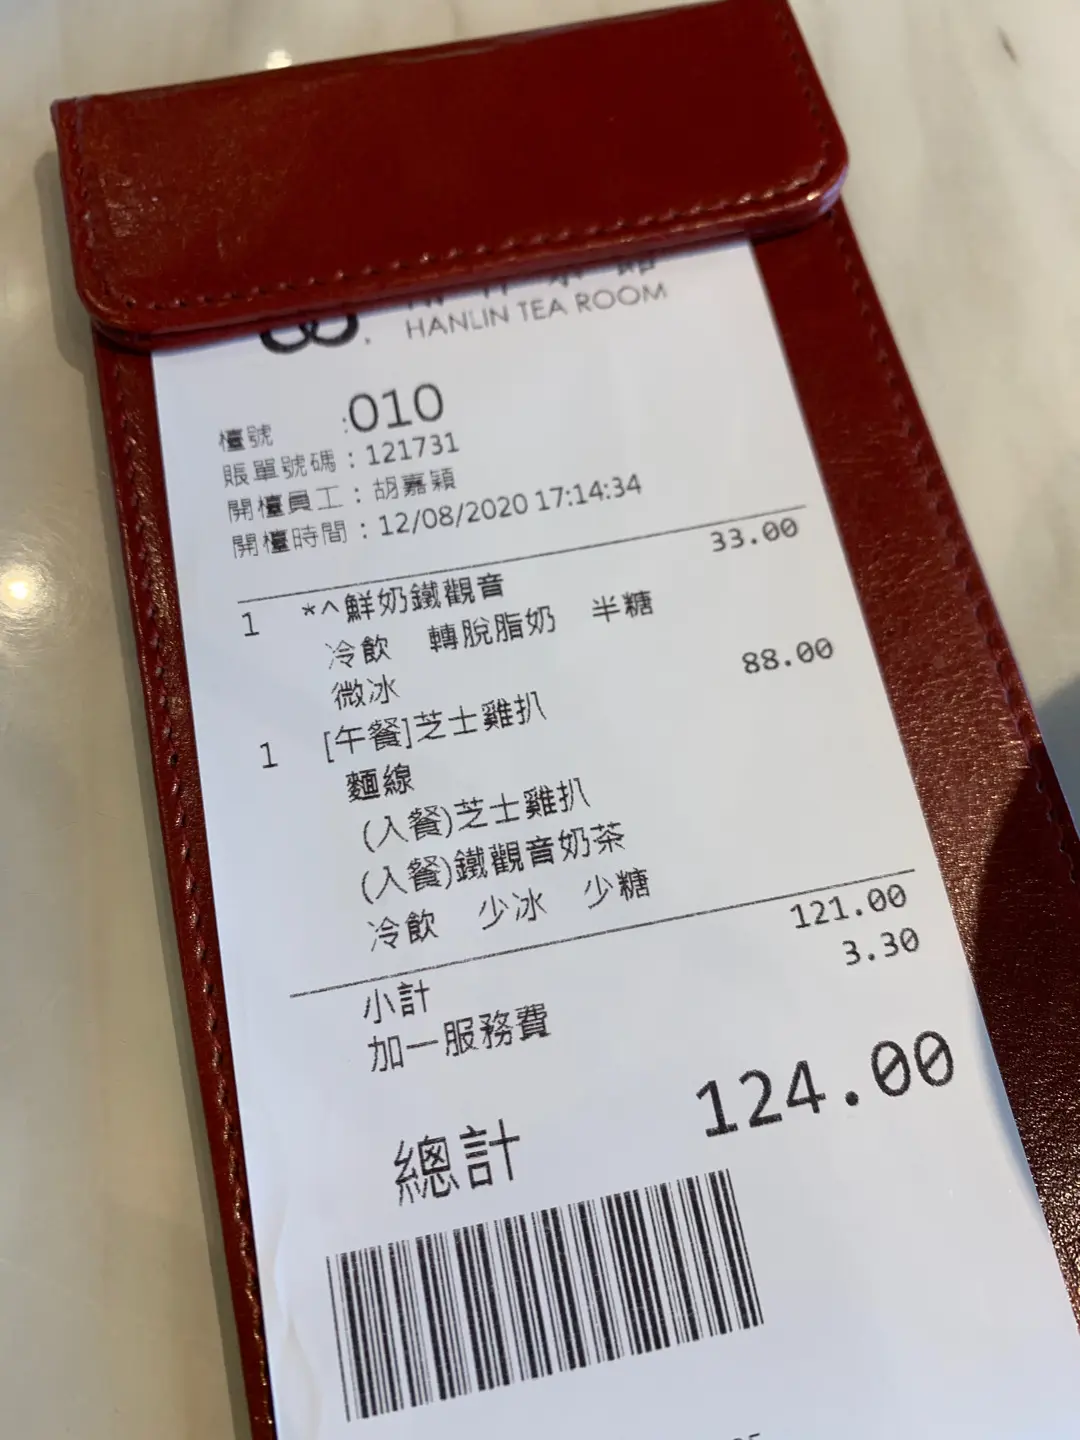 HANLIN TEA ROOM
檯號 :010
賬單號碼:121731
開檯員工:胡嘉穎
開檯時間:12/08/2020 17:14:34
1 *^鮮奶鐵觀音 33.00
冷飲 轉脫脂奶 半糖
微冰
1 [午餐]芝士雞扒 88.00
麵線
(入餐)芝士雞扒
(入餐)鐵觀音奶茶
冷飲 少冰 少糖
小計 121.00
加一服務費 3.30
總計 124.00